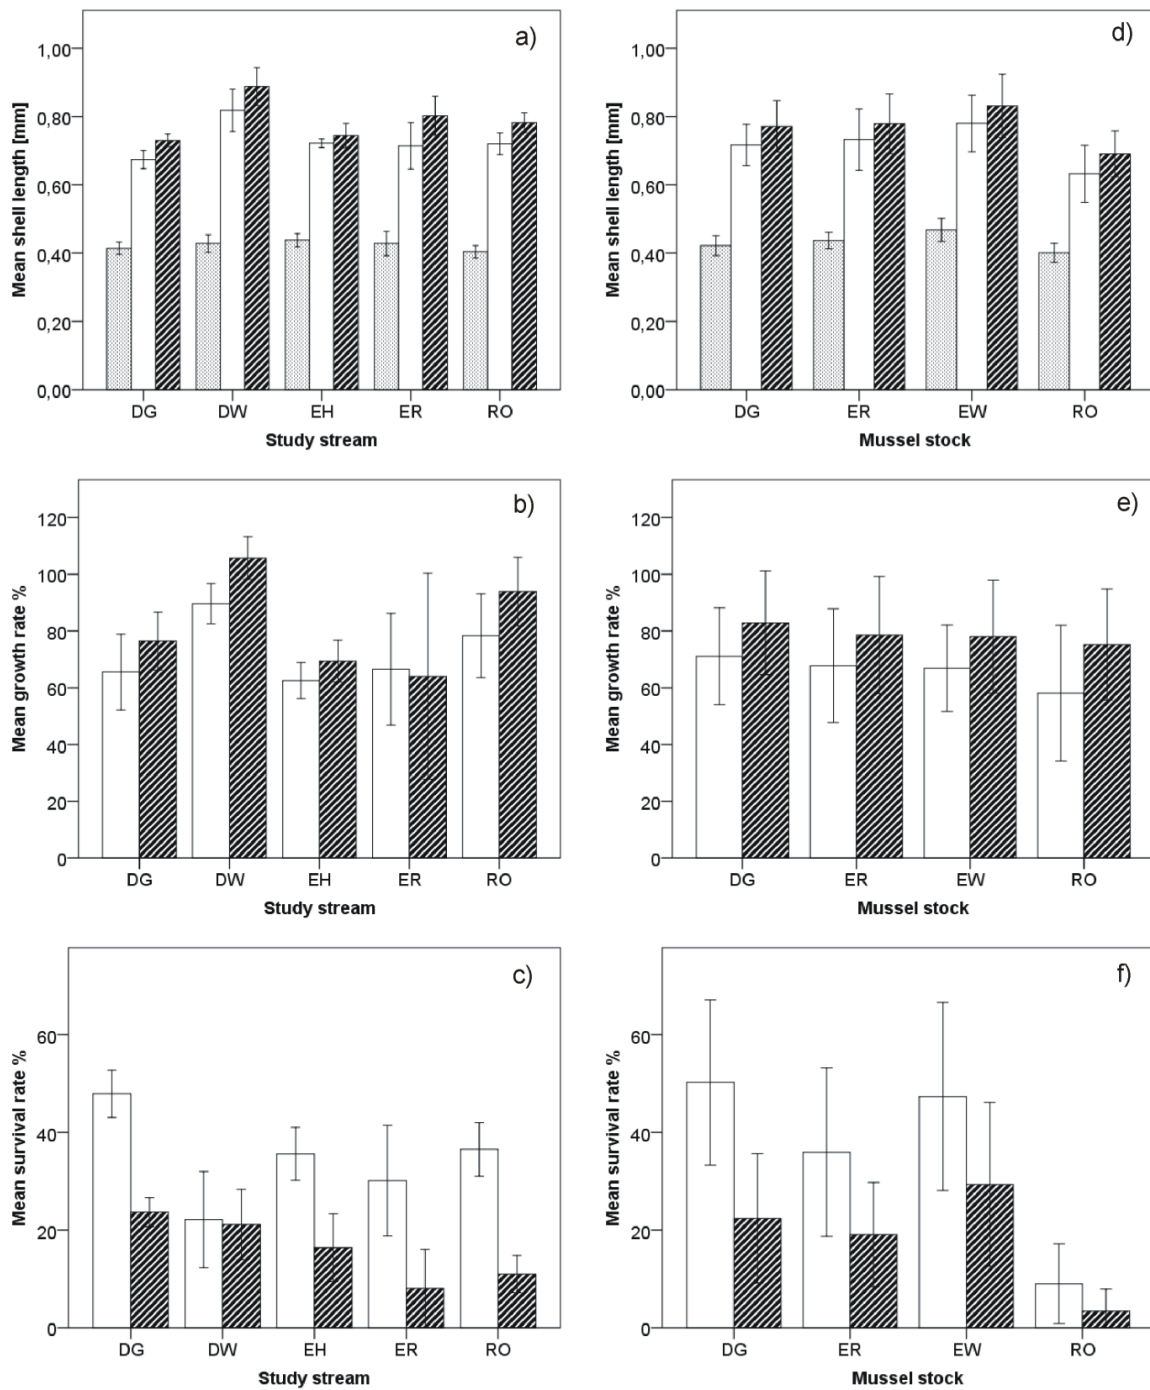 a)
Mean shell length [mm]
1,00
0,80
0,60
0,40
0,20
0,00
DG DW EH ER RO
Study stream
d)
Mean shell length [mm]
1,00
0,80
0,60
0,40
0,20
0,00
DG ER EW RO
Mussel stock
b)
Mean growth rate %
120
100
80
60
40
20
0
DG DW EH ER RO
Study stream
e)
Mean growth rate %
120
100
80
60
40
20
0
DG ER EW RO
Mussel stock
c)
Mean survival rate %
60
40
20
0
DG DW EH ER RO
Study stream
f)
Mean survival rate %
60
40
20
0
DG ER EW RO
Mussel stock